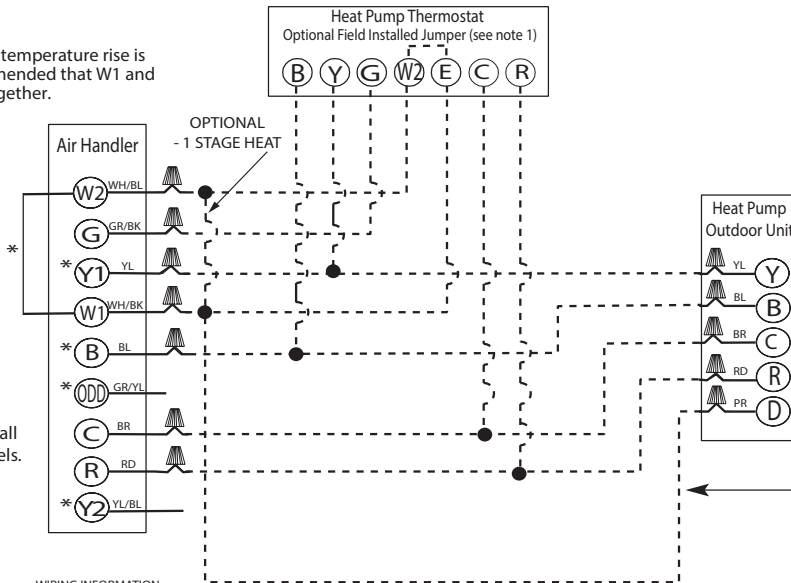 Heat Pump Thermostat
Optional Field Installed Jumper (see note 1)
B Y G W2 E C R
temperature rise is
mended that W1 and
gether.
OPTIONAL
- 1 STAGE HEAT
Air Handler
W2 WH/BL
G GR/BK
*
* Y1 YL
W1 WH/BK
* B BL
* ODD GR/YL
C BR
R RD
* Y2 YL/BL
all
els.
Heat Pump
Outdoor Unit
YL Y
BL B
BR C
RD R
PR D
WIRING INFORMATION